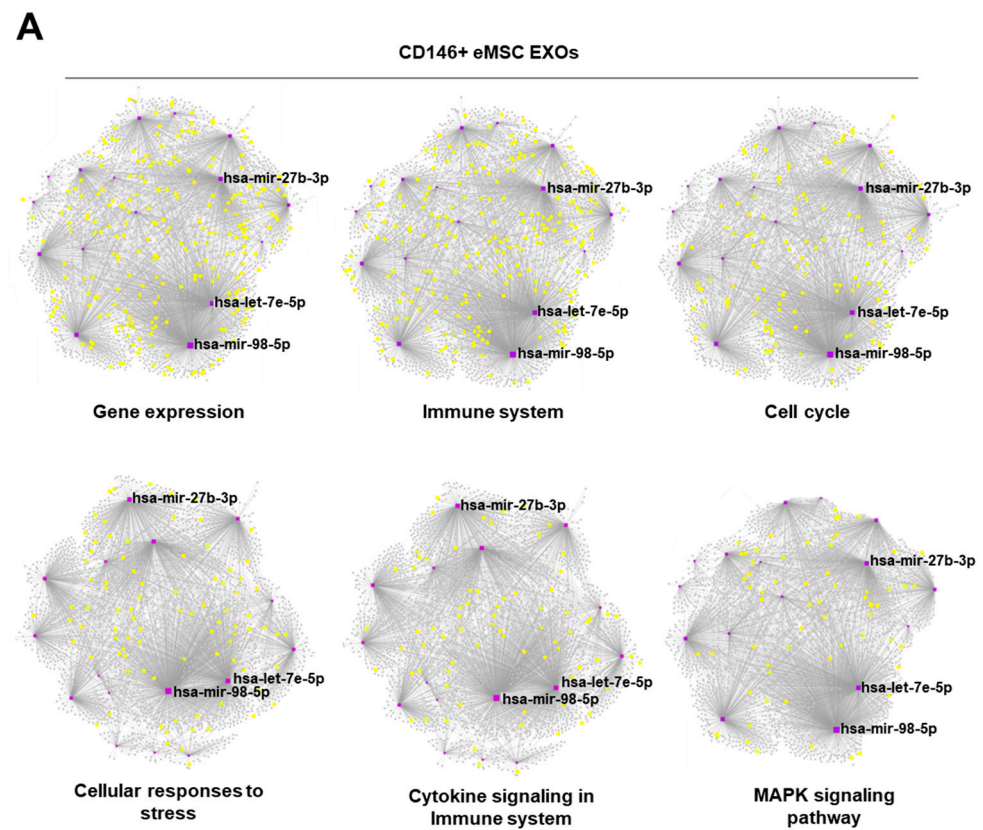 A
CD146+ eMSC EXOs
hsa-mir-27b-3p
hsa-let-7e-5p
hsa-mir-98-5p
Gene expression
hsa-mir-27b-3p
hsa-let-7e-5p
hsa-mir-98-5p
Immune system
hsa-mir-27b-3p
hsa-let-7e-5p
hsa-mir-98-5p
Cell cycle
hsa-mir-27b-3p
hsa-let-7e-5p
hsa-mir-98-5p
Cellular responses to
stress
hsa-mir-27b-3p
hsa-let-7e-5p
hsa-mir-98-5p
Cytokine signaling in
Immune system
hsa-mir-27b-3p
hsa-let-7e-5p
hsa-mir-98-5p
MAPK signaling
pathway